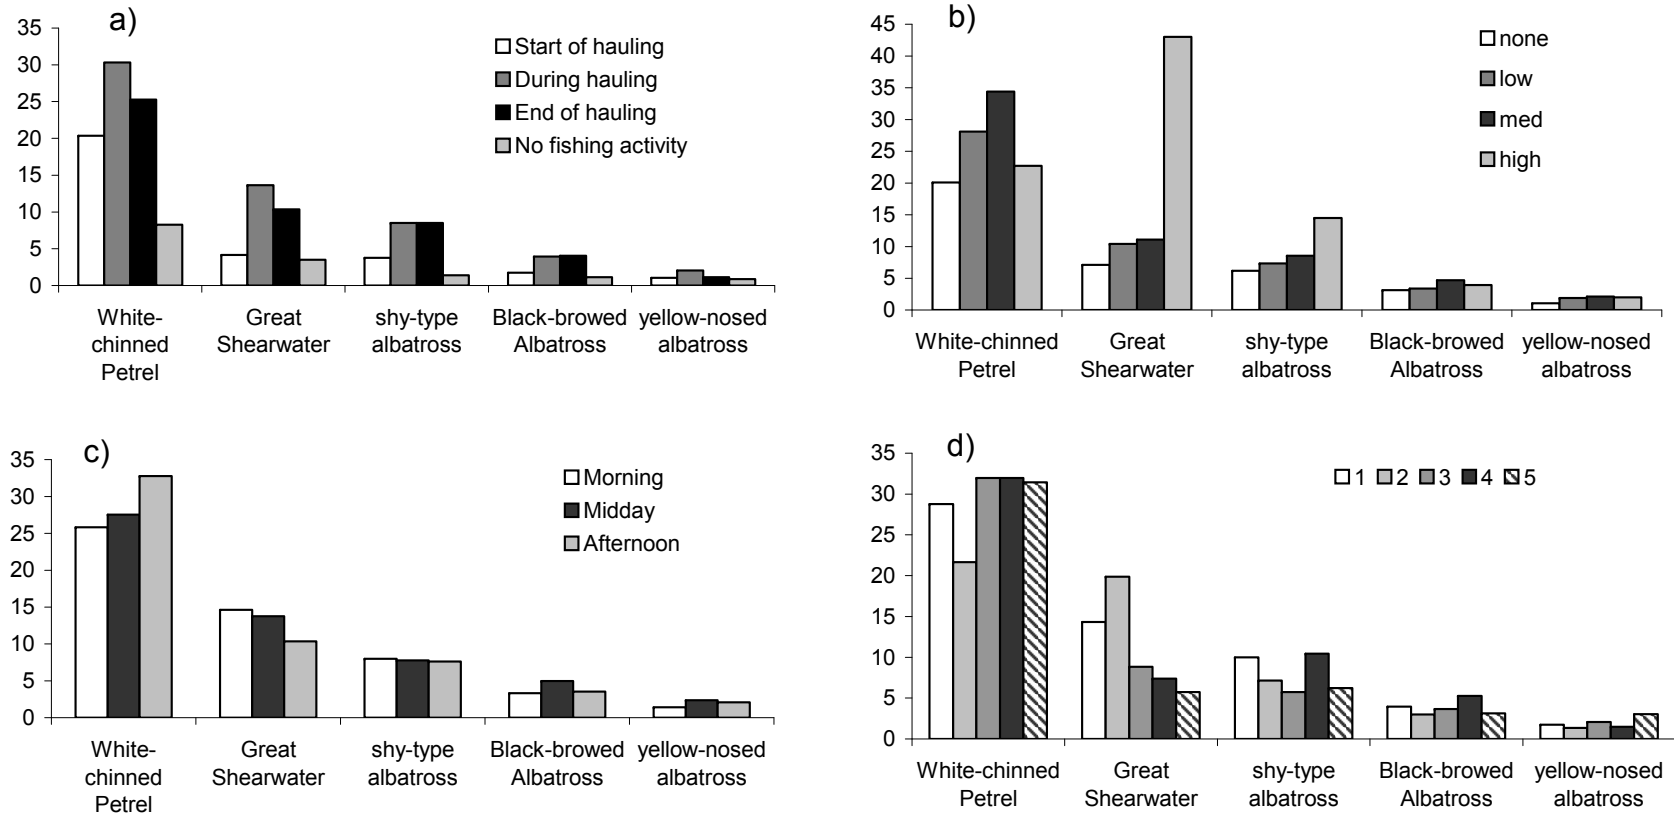 a)
35
30
25
20
15
10
5
0
Start of hauling
During hauling
End of hauling
No fishing activity
White-
chinned
Petrel
Great
Shearwater
shy-type
albatross
Black-browed
Albatross
yellow-nosed
albatross
b)
45
40
35
30
25
20
15
10
5
0
none
low
med
high
White-chinned
Petrel
Great
Shearwater
shy-type
albatross
Black-browed
Albatross
yellow-nosed
albatross
c)
35
30
25
20
15
10
5
0
Morning
Midday
Afternoon
White-
chinned
Petrel
Great
Shearwater
shy-type
albatross
Black-browed
Albatross
yellow-nosed
albatross
d)
35
30
25
20
15
10
5
0
1 2 3 4 5
White-chinned
Petrel
Great
Shearwater
shy-type
albatross
Black-browed
Albatross
yellow-nosed
albatross